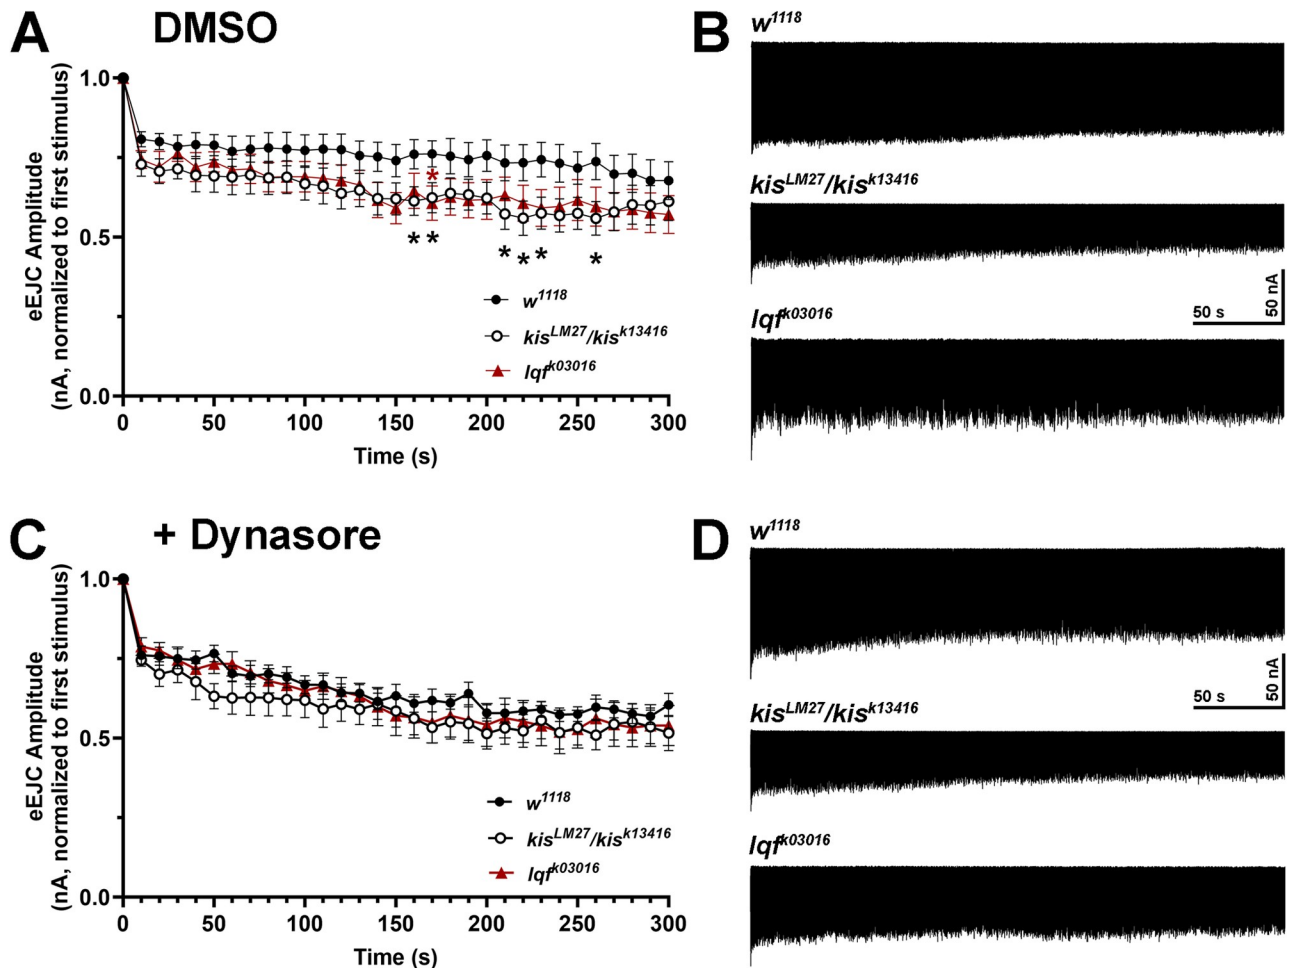 A DMSO
1.0
0.5
0.0
eEJC Amplitude
(nA, normalized to first stimulus)
* * * * * * *
w1118
kisLM27/kisk13416
lqfk03016
0 50 100 150 200 250 300
Time (s)
B
w1118
kisLM27/kisk13416
50 s
50 nA
lqfk03016
C + Dynasore
1.0
0.5
0.0
eEJC Amplitude
(nA, normalized to first stimulus)
w1118
kisLM27/kisk13416
lqfk03016
0 50 100 150 200 250 300
Time (s)
D
w1118
50 s
50 nA
kisLM27/kisk13416
lqfk03016